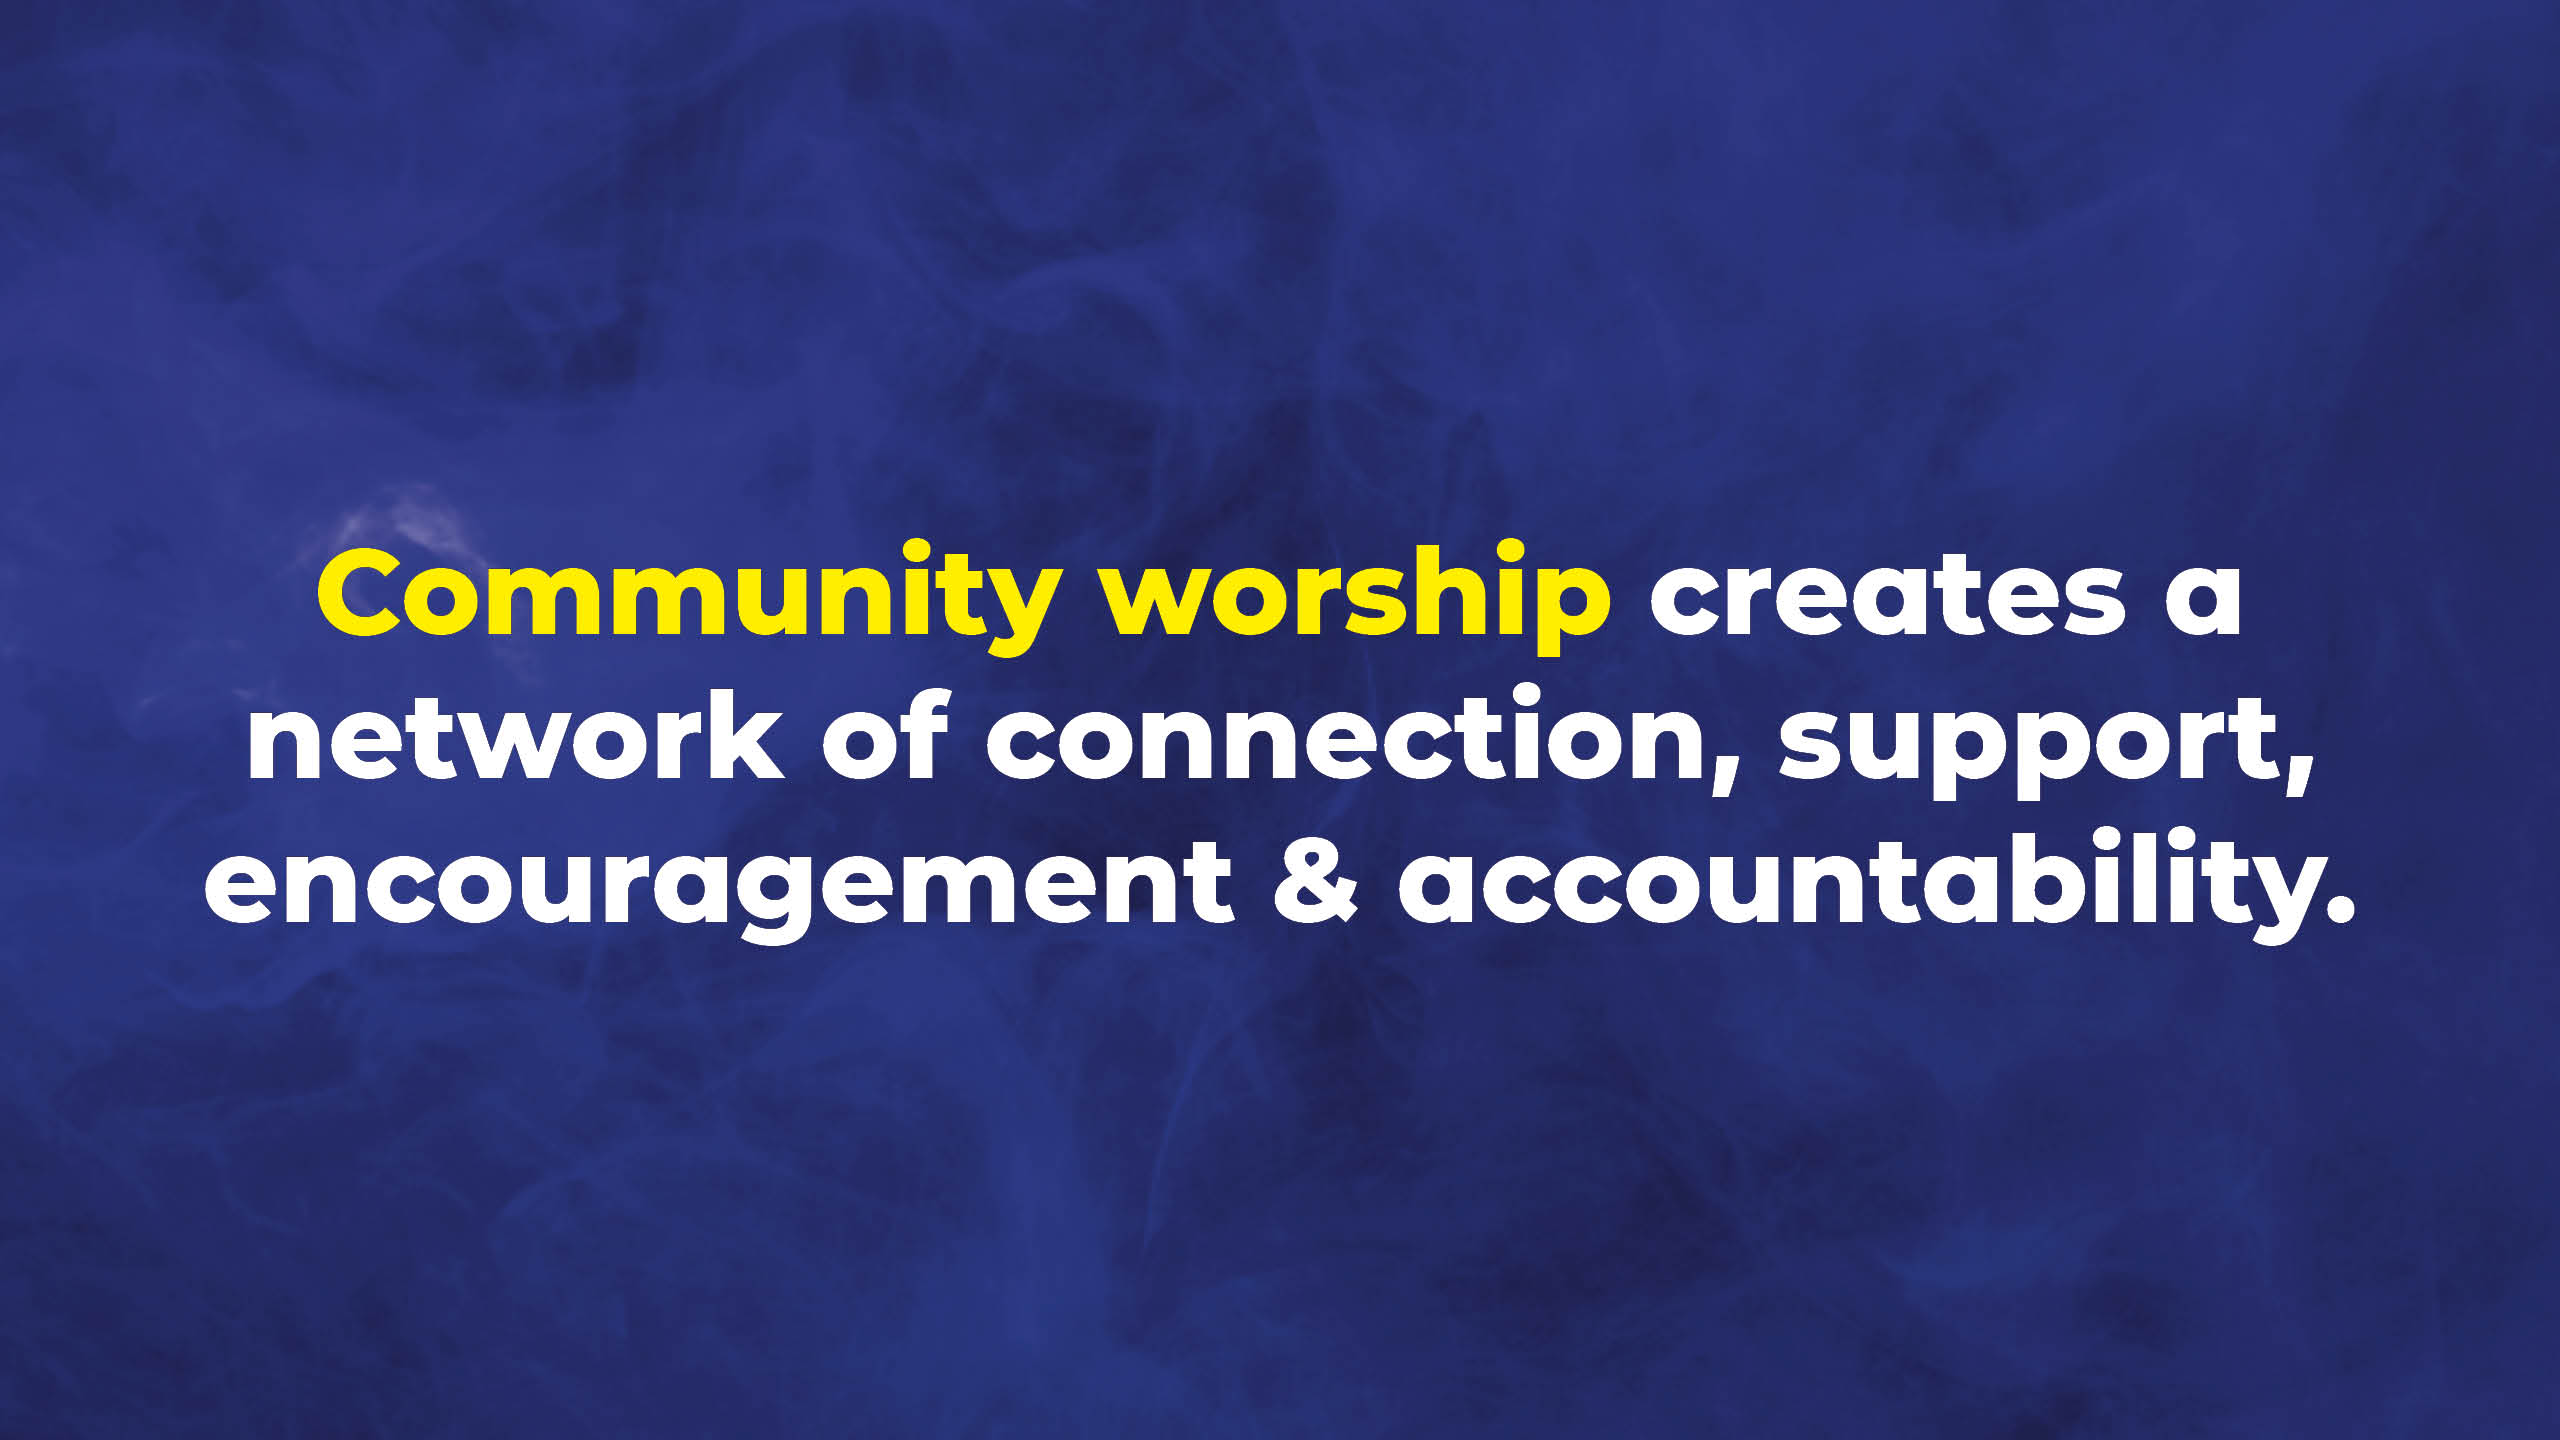 Community worship creates a
network of connection, support,
encouragement & accountability.